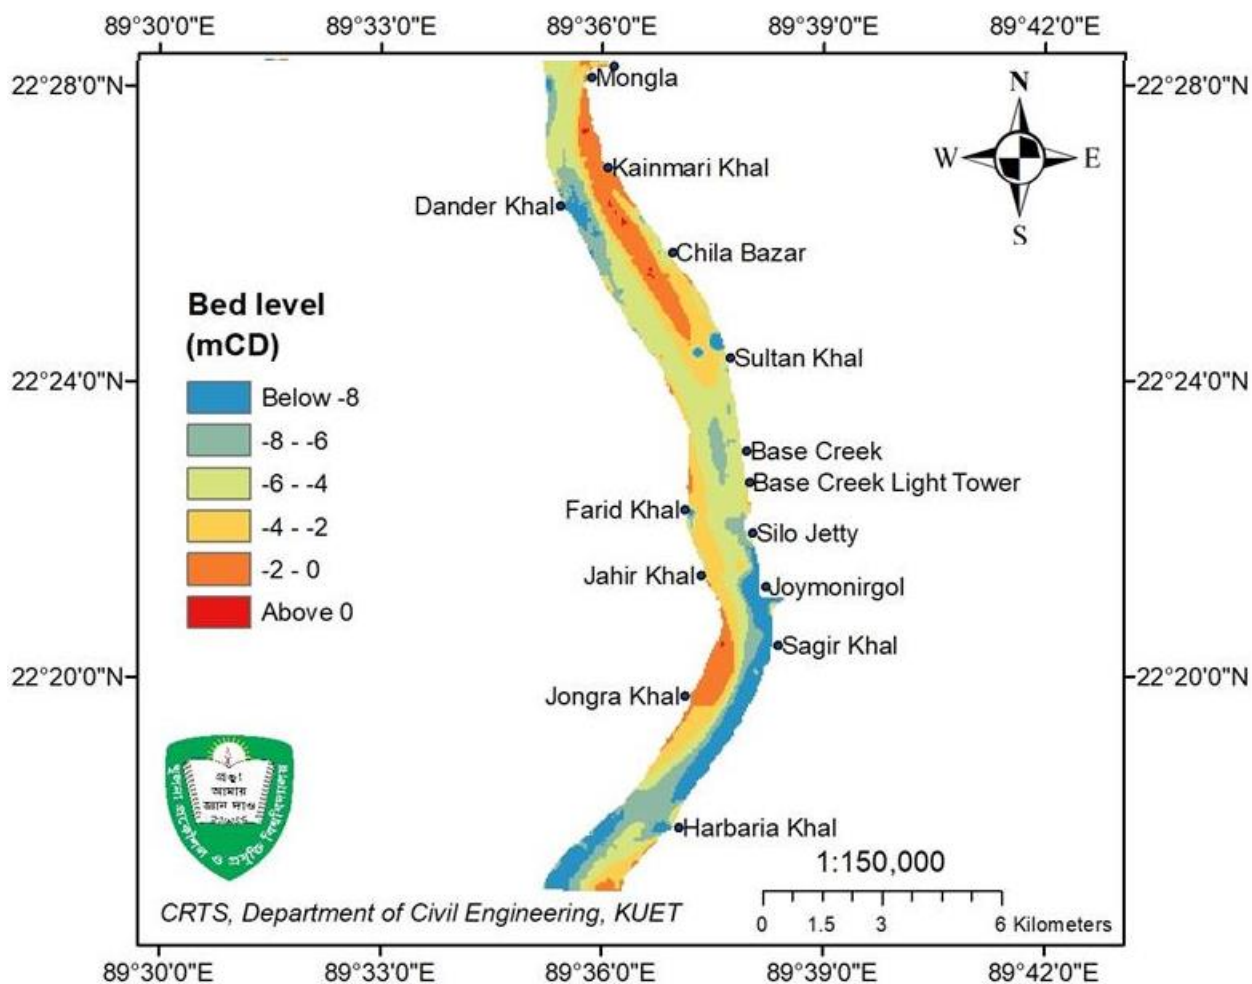 89°30'0"E 89°33'0"E 89°36'0"E 89°39'0"E 89°42'0"E
22°28'0"N 22°28'0"N
Mongla
N
W E
S
Kainmari Khal
Dander Khal
Chila Bazar
Bed level
(mCD)
Sultan Khal
22°24'0"N 22°24'0"N
Below -8
-8 - -6
-6 - -4
-4 - -2
-2 - 0
Above 0
Base Creek
Base Creek Light Tower
Farid Khal
Silo Jetty
Jahir Khal
Joymonirgol
Sagir Khal
22°20'0"N 22°20'0"N
Jongra Khal
প্রভু!
আমায়
জ্ঞান দাও
Harbaria Khal
1:150,000
0 1.5 3 6 Kilometers
CRTS, Department of Civil Engineering, KUET
89°30'0"E 89°33'0"E 89°36'0"E 89°39'0"E 89°42'0"E